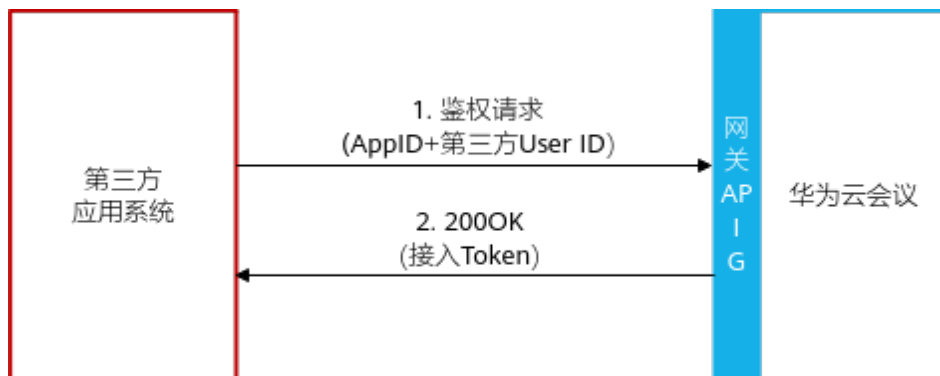 第三方
应用系统
1. 鉴权请求
(AppID+第三方User ID)
2. 200OK
(接入Token)
网
关
AP
I
G
华为云会议